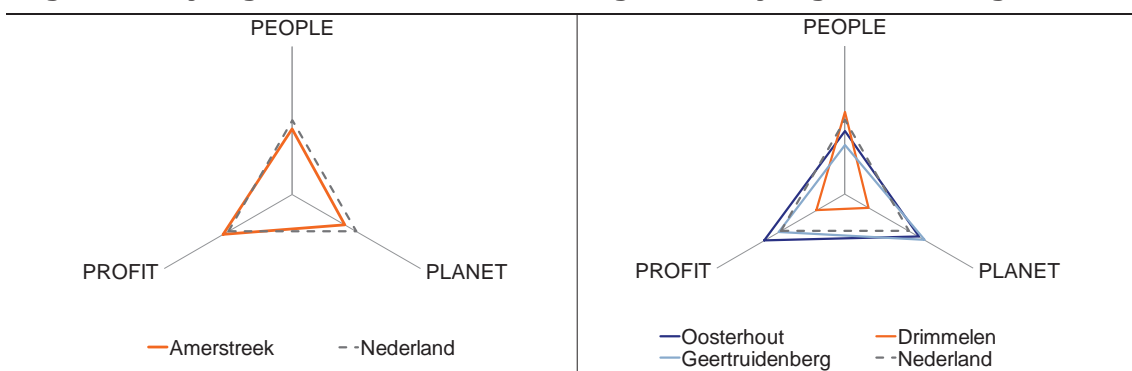 PEOPLE
PROFIT
PLANET
Amerstreek
Nederland
PEOPLE
PROFIT
PLANET
Oosterhout
Drimmelen
Geertruidenberg
Nederland